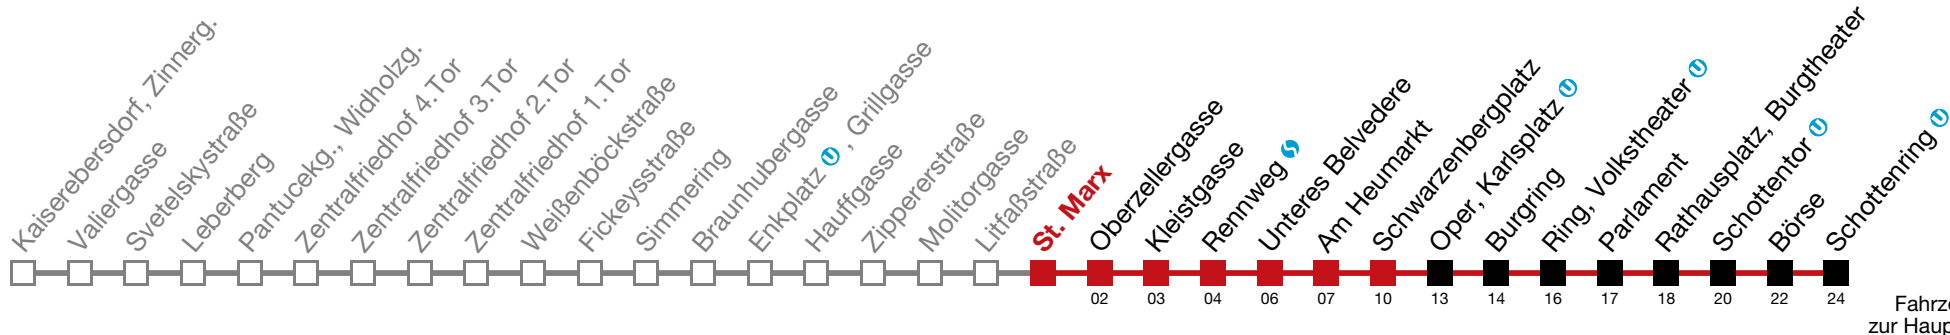 Kaiserebersdorf, Zinnerg.
Valiergasse
Svetelskystraße
Leberberg
Pantucekg., Widholzg.
Zentralfriedhof 4.Tor
Zentralfriedhof 3.Tor
Zentralfriedhof 2.Tor
Zentralfriedhof 1.Tor
Weißenböckstraße
Fickeysstraße
Simmering
Braunhubergasse
Enkplatz U , Grillgasse
Hauffgasse
Zippererstraße
Molitorgasse
Litfaßstraße
St. Marx
Oberzellergasse
Kleistgasse
Rennweg S
Unteres Belvedere
Am Heumarkt
Schwarzenbergplatz
Oper, Karlsplatz U
Burgring
Ring, Volkstheater U
Parlament
Rathausplatz, Burgtheater
Schottentor U
Börse
Schottenring U
02 03 04 06 07 10 13 14 16 17 18 20 22 24
zur